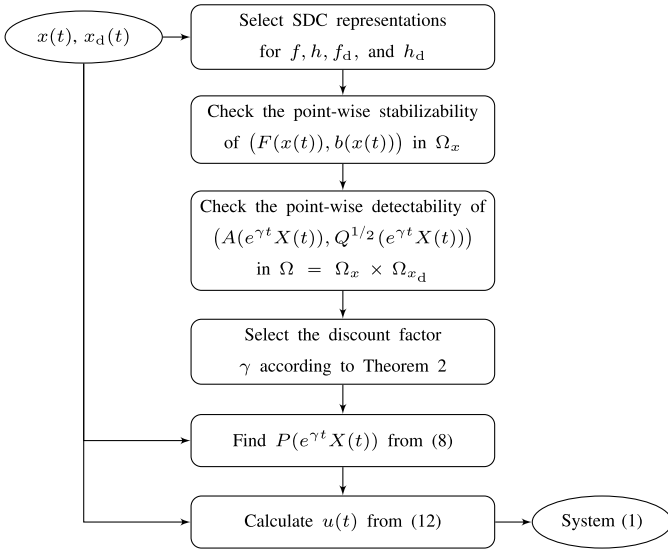 x(t), x_d(t)
Select SDC representations
for f, h, f_d, and h_d
Check the point-wise stabilizability
of (F(x(t)), b(x(t))) in Ω_x
Check the point-wise detectability of
(A(e^{γt}X(t)), Q^{1/2}(e^{γt}X(t)))
in Ω = Ω_x × Ω_{x_d}
Select the discount factor
γ according to Theorem 2
Find P(e^{γt}X(t)) from (8)
Calculate u(t) from (12)
System (1)